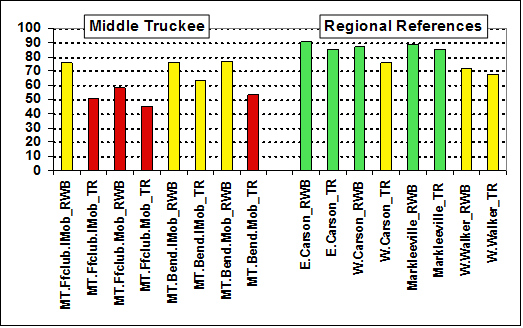 Middle Truckee
Regional References
100
90
80
70
60
50
40
30
20
10
0
MT.Ffclub.IMob_RWB
MT.Ffclub.IMob_TR
MT.Ffclub.Mob_RWB
MT.Ffclub.Mob_TR
MT.Bend.IMob_RWB
MT.Bend.IMob_TR
MT.Bend.Mob_RWB
MT.Bend.Mob_TR
E.Carson_RWB
E.Carson_TR
W.Carson_RWB
W.Carson_TR
Markleeville_RWB
Markleeville_TR
W.Walker_RWB
W.Walker_TR